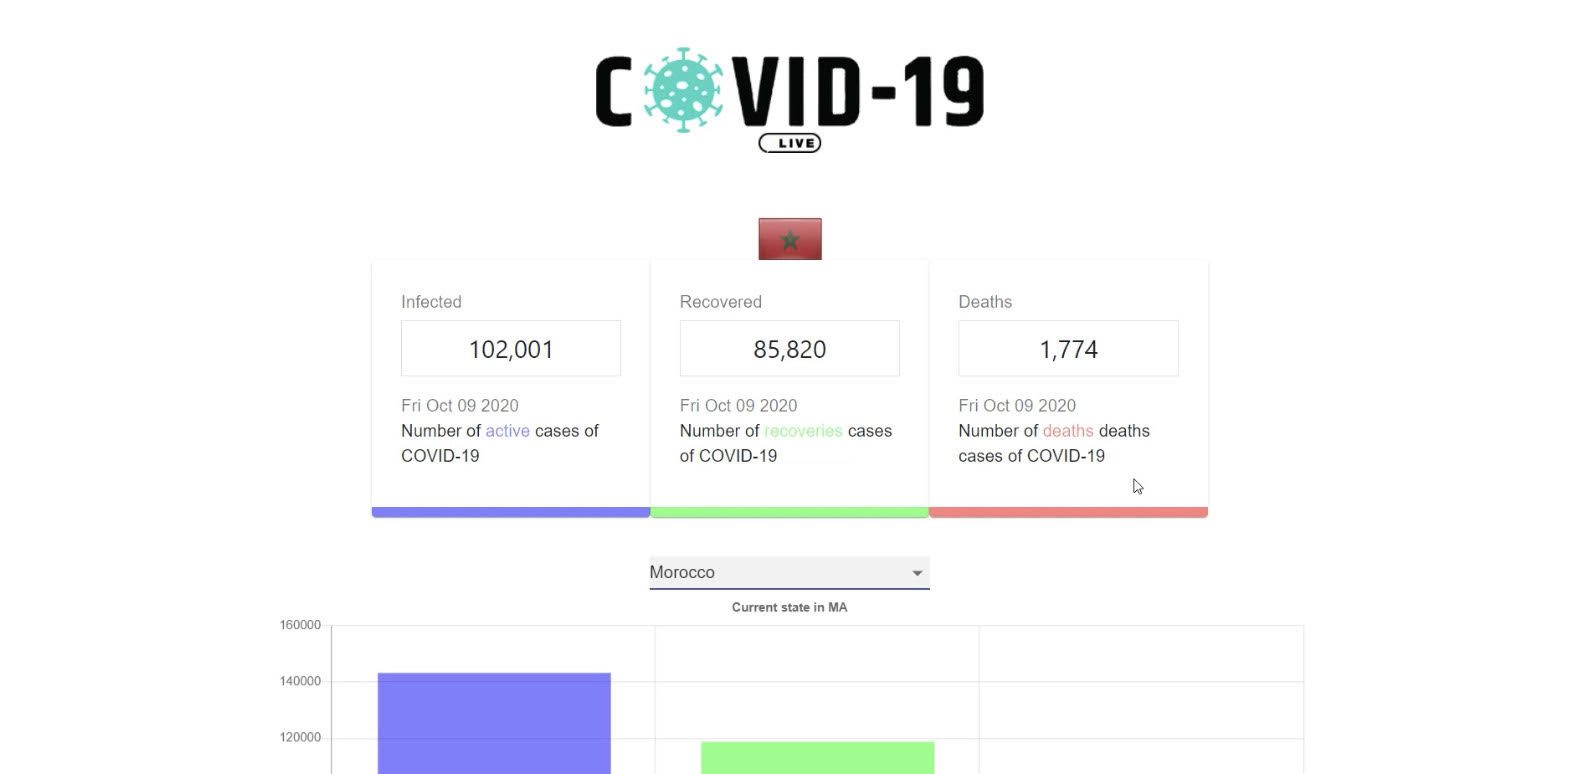 COVID-19
LIVE
Infected
102,001
Fri Oct 09 2020
Number of active cases of
COVID-19
Recovered
85,820
Fri Oct 09 2020
Number of recoveries cases
of COVID-19
Deaths
1,774
Fri Oct 09 2020
Number of deaths deaths
cases of COVID-19
Morocco
Current state in MA
160000
140000
120000